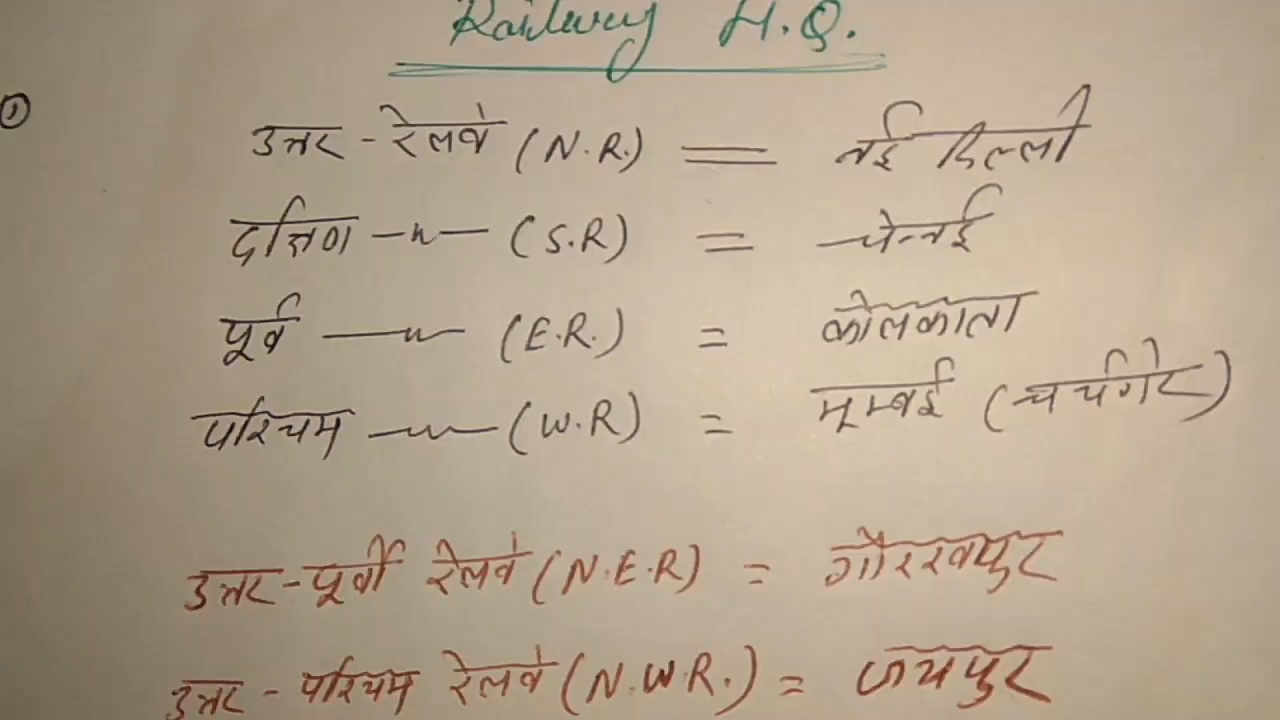 Railway H.Q.
①
उत्तर - रेलवे (N.R.) = नई दिल्ली
दक्षिण —〃— (S.R) = चेन्नई
पूर्व —〃— (E.R.) = कोलकाता
पश्चिम —〃— (W.R) = मूम्बई (चर्चगेट)
उत्तर-पूर्वी रेलवे (N.E.R) = गौरखपुर
उत्तर - पश्चिम रेलवे (N.W.R.) = जयपुर